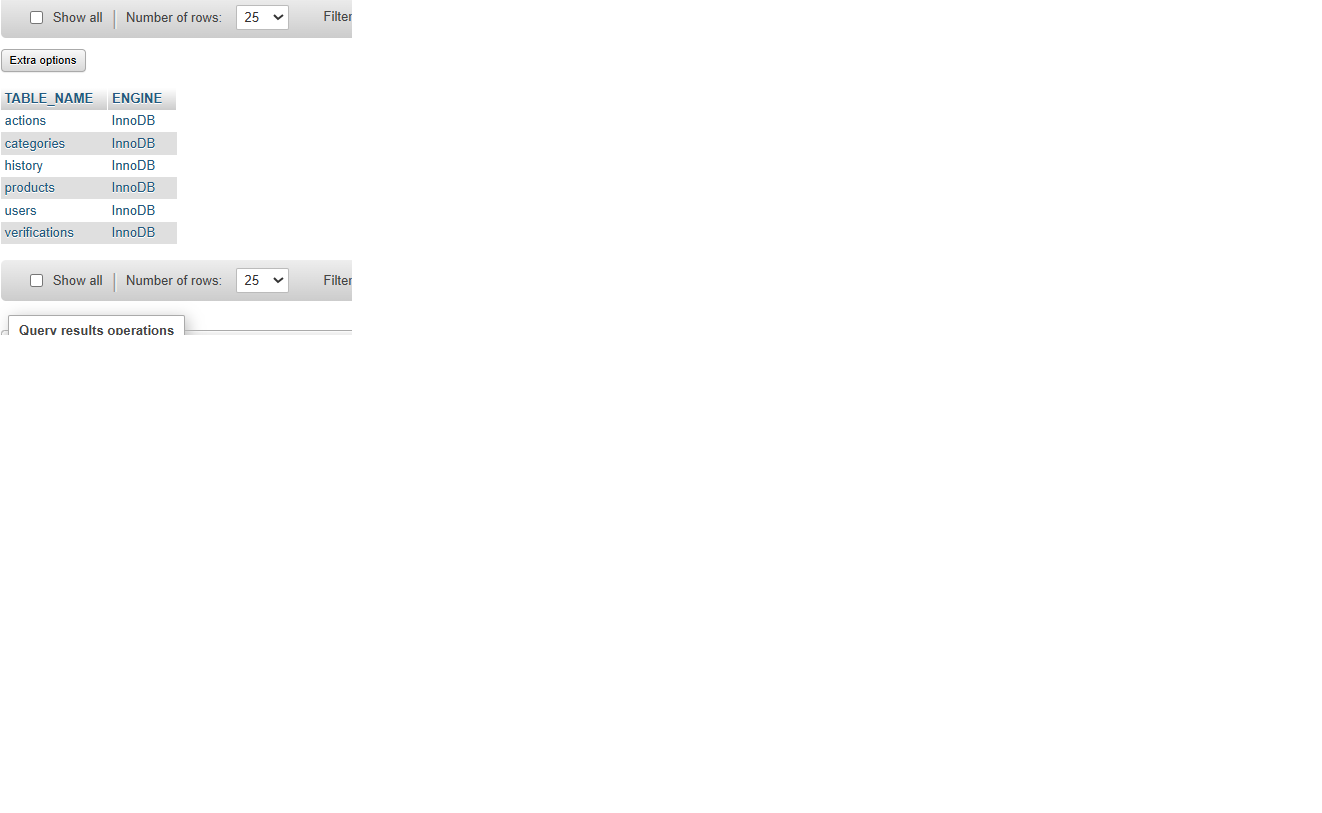 Show all Number of rows: 25 Filter
Extra options
TABLE_NAME ENGINE
actions InnoDB
categories InnoDB
history InnoDB
products InnoDB
users InnoDB
verifications InnoDB
Show all Number of rows: 25 Filter
Query results operations